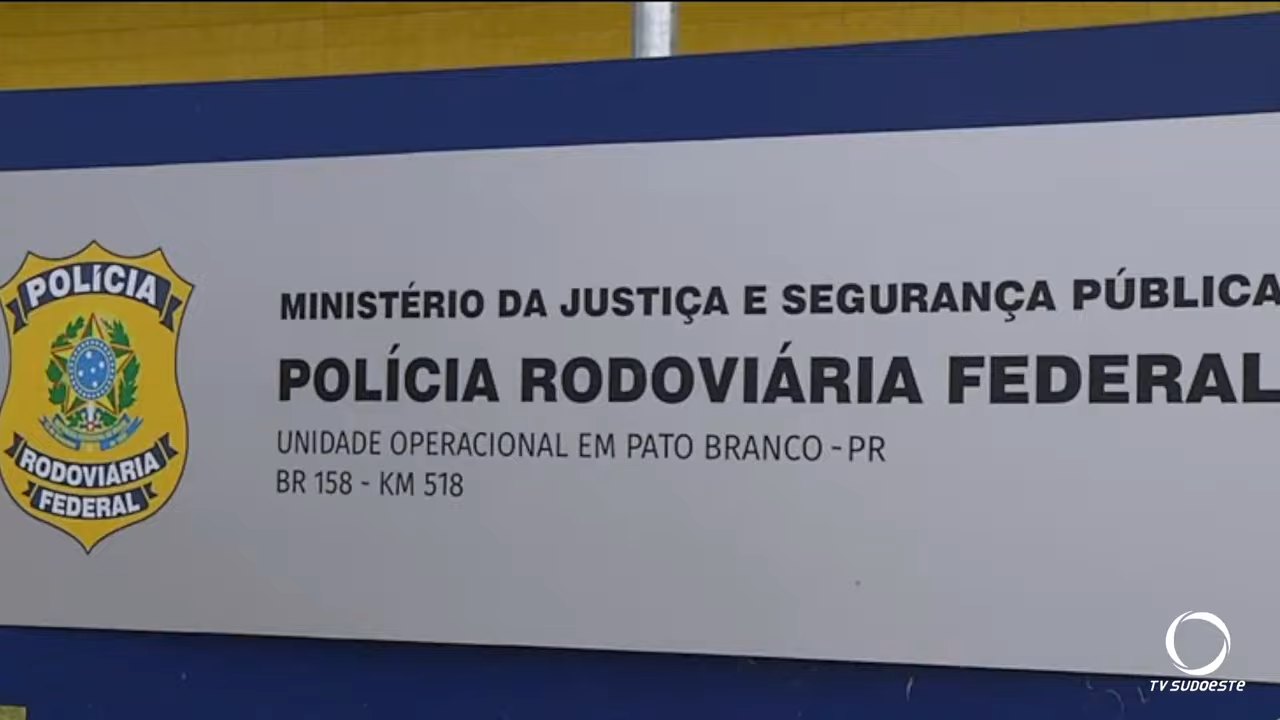 POLÍCIA
RODOVIÁRIA
FEDERAL
MINISTÉRIO DA JUSTIÇA E SEGURANÇA PÚBLICA
POLÍCIA RODOVIÁRIA FEDERAL
UNIDADE OPERACIONAL EM PATO BRANCO - PR
BR 158 - KM 518
TV SUDOESTE